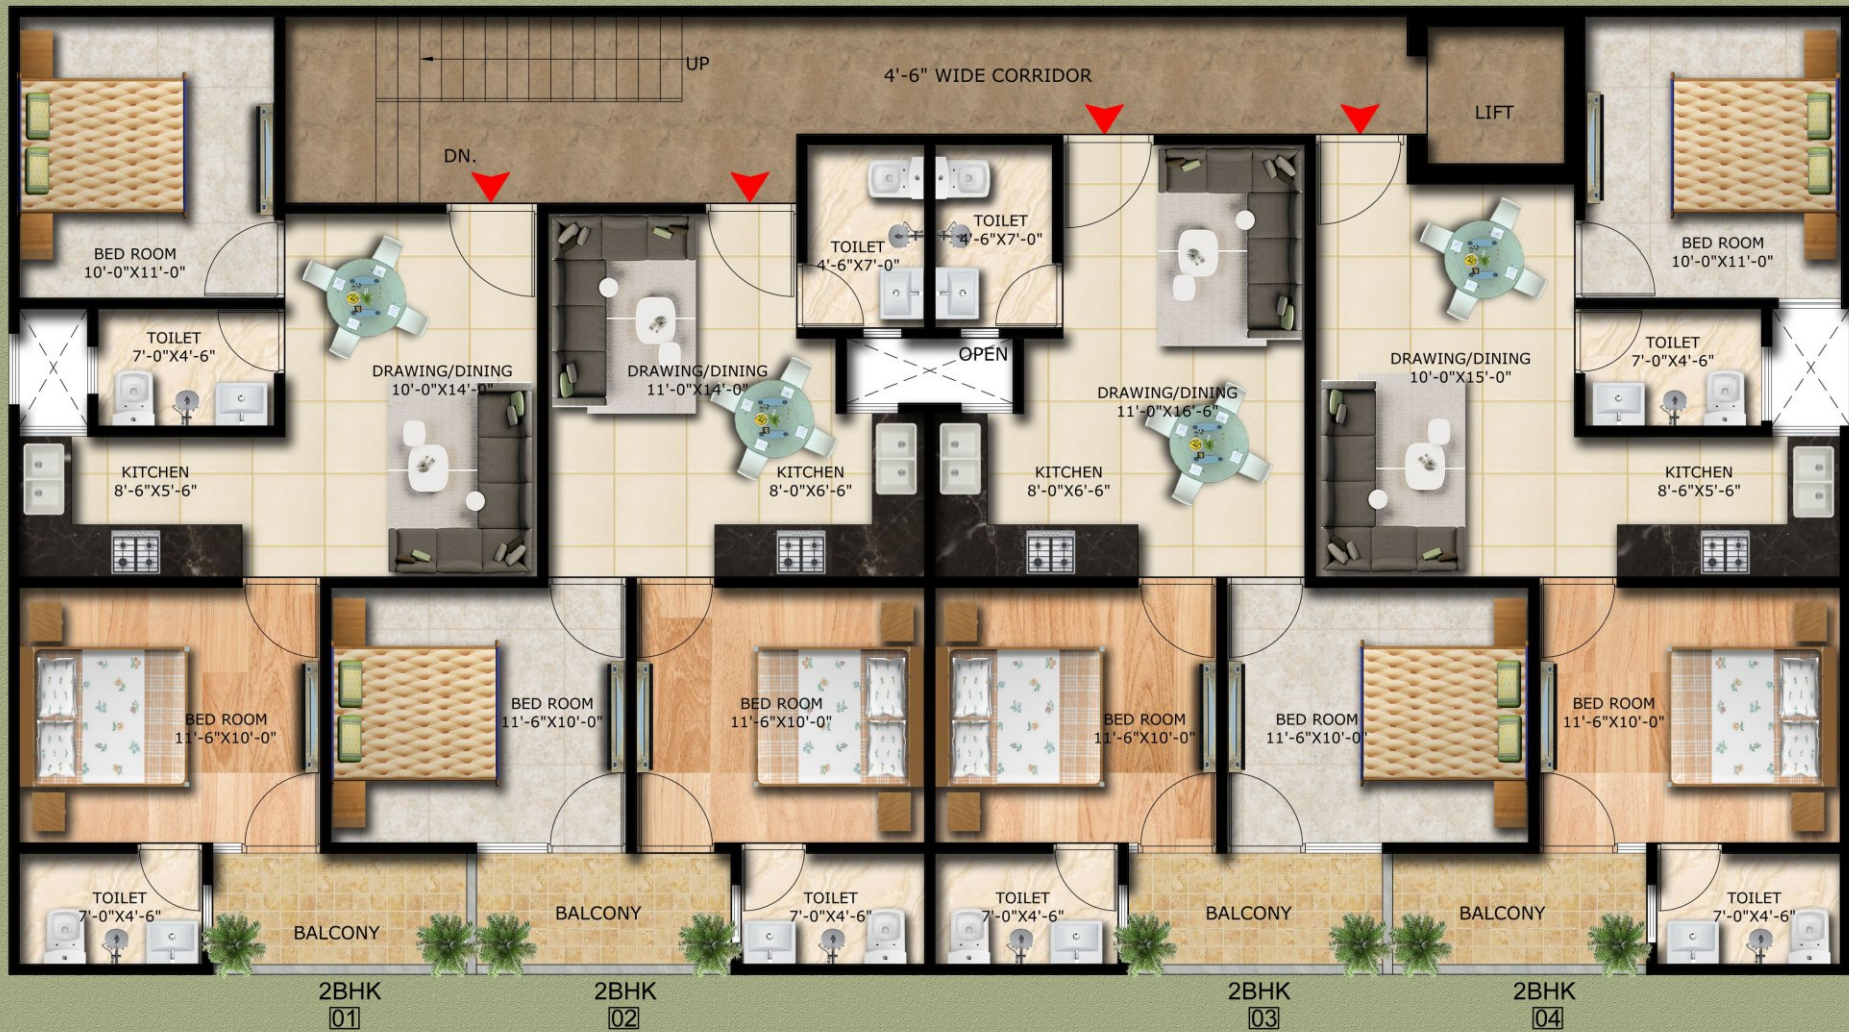 UP
4'-6" WIDE CORRIDOR
LIFT
DN.
BED ROOM
10'-0"X11'-0"
TOILET
4'-6"X7'-0"
TOILET
4'-6"X7'-0"
BED ROOM
10'-0"X11'-0"
TOILET
7'-0"X4'-6"
DRAWING/DINING
10'-0"X14'-0"
DRAWING/DINING
11'-0"X14'-0"
OPEN
DRAWING/DINING
11'-0"X16'-6"
DRAWING/DINING
10'-0"X15'-0"
TOILET
7'-0"X4'-6"
KITCHEN
8'-6"X5'-6"
KITCHEN
8'-0"X6'-6"
KITCHEN
8'-0"X6'-6"
KITCHEN
8'-6"X5'-6"
BED ROOM
11'-6"X10'-0"
BED ROOM
11'-6"X10'-0"
BED ROOM
11'-6"X10'-0"
BED ROOM
11'-6"X10'-0"
BED ROOM
11'-6"X10'-0"
BED ROOM
11'-6"X10'-0"
TOILET
7'-0"X4'-6"
BALCONY
BALCONY
TOILET
7'-0"X4'-6"
TOILET
7'-0"X4'-6"
BALCONY
BALCONY
TOILET
7'-0"X4'-6"
2BHK
01
2BHK
02
2BHK
03
2BHK
04